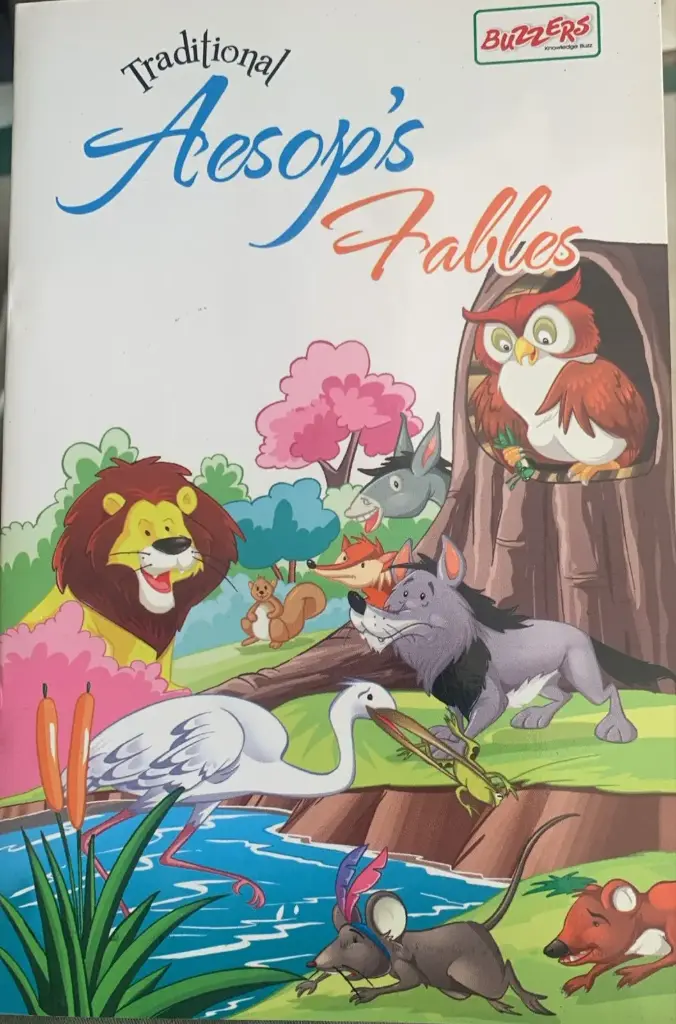 BUZZERS
Knowledge Buzz
Traditional
Aesop's
Fables